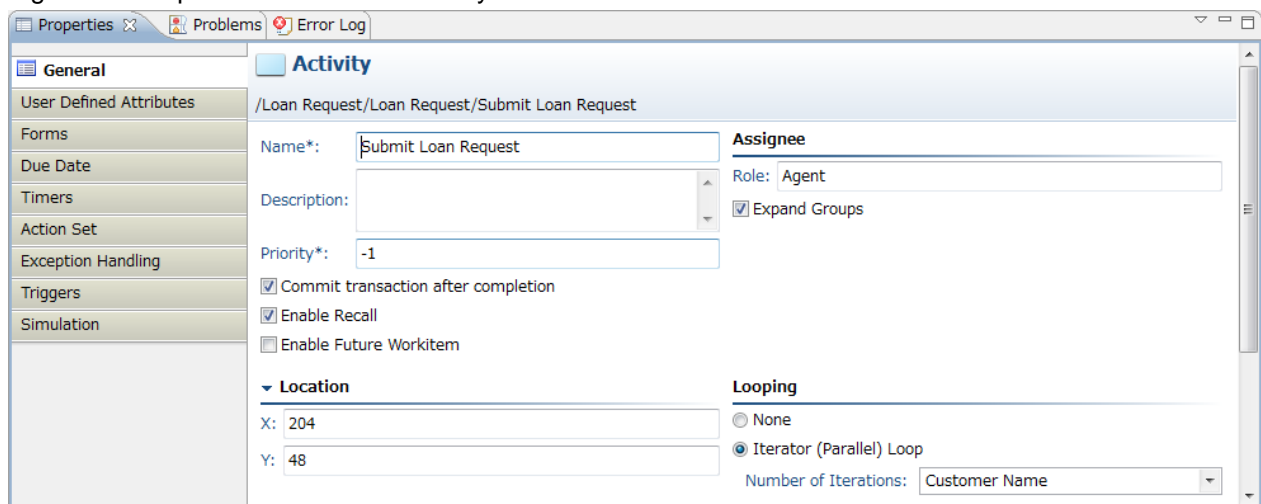 Properties Problems Error Log
General
User Defined Attributes
Forms
Due Date
Timers
Action Set
Exception Handling
Triggers
Simulation
Activity
/Loan Request/Loan Request/Submit Loan Request
Name*: Submit Loan Request
Description:
Priority*: -1
Commit transaction after completion
Enable Recall
Enable Future Workitem
Assignee
Role: Agent
Expand Groups
Location
X: 204
Y: 48
Looping
None
Iterator (Parallel) Loop
Number of Iterations: Customer Name